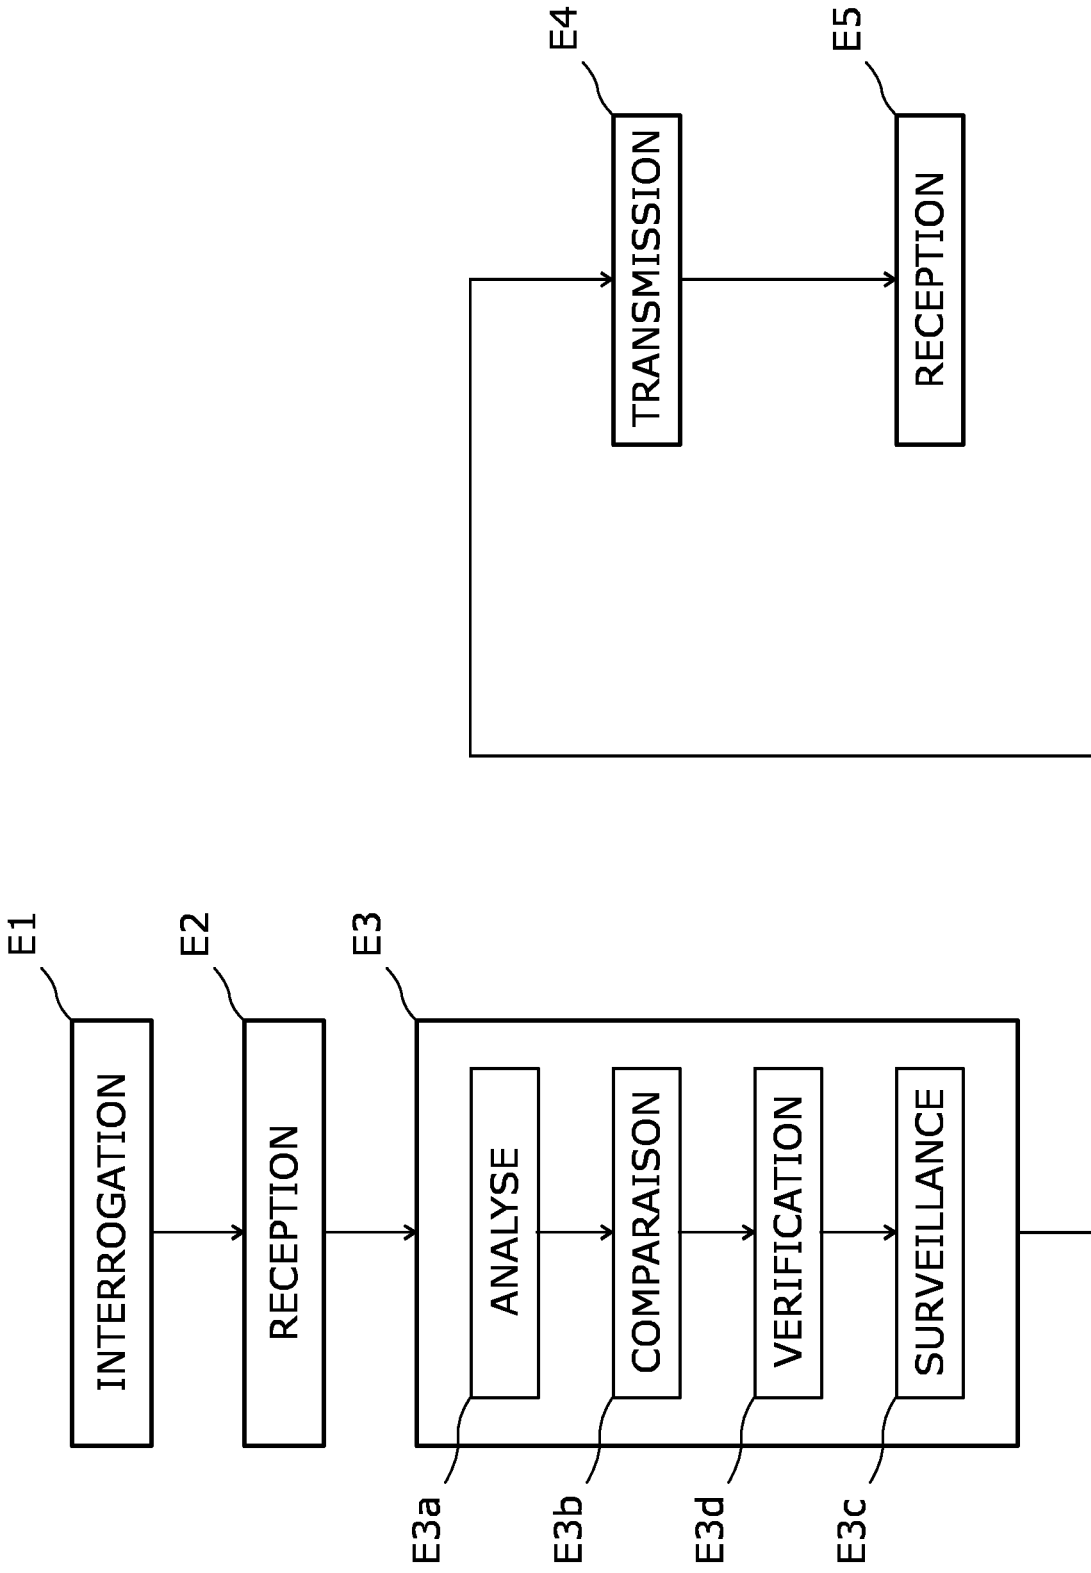 E1
INTERROGATION
E2
RECEPTION
E3
E3a
ANALYSE
E3b
COMPARAISON
E3d
VERIFICATION
E3c
SURVEILLANCE
E4
TRANSMISSION
E5
RECEPTION